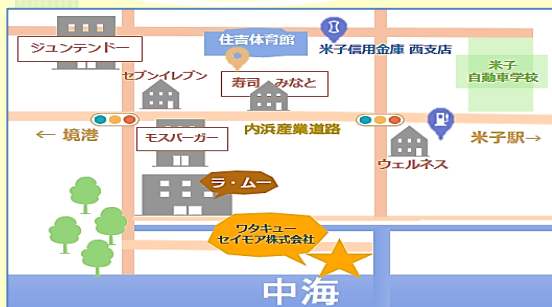 ジュンテンドー
住吉体育館
米子信用金庫 西支店
米子
自動車学校
セブンイレブン
寿司 みなと
← 境港
モスバーガー
内浜産業道路
米子駅→
ウェルネス
ラ・ムー
ワタキュー
セイモア株式会社
中海